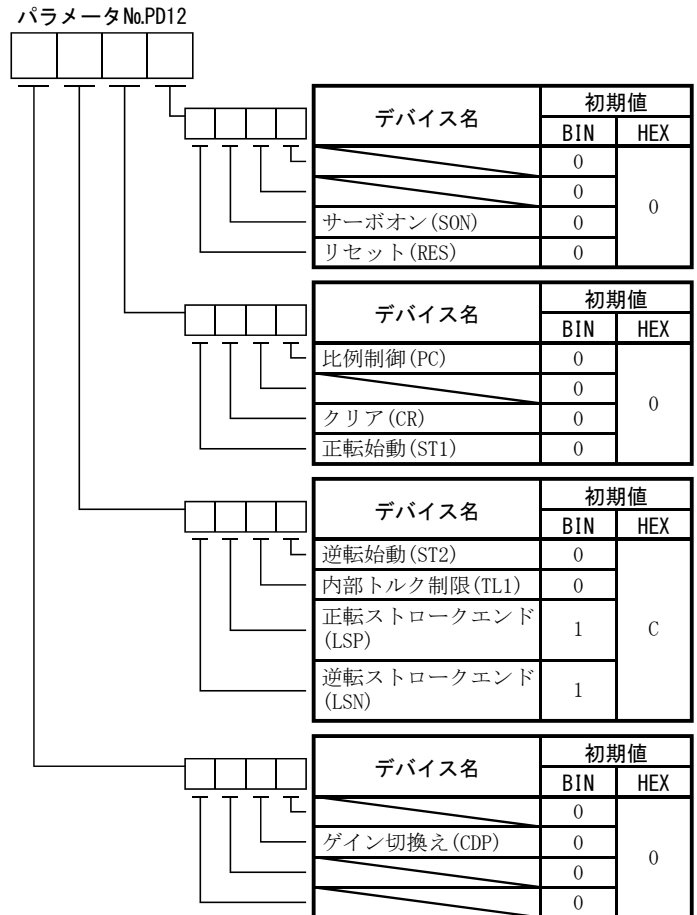 パラメータNo.PD12
デバイス名 初期値
BIN HEX
0
0 0
サーボオン(SON) 0
リセット(RES) 0
デバイス名 初期値
BIN HEX
比例制御(PC) 0
0 0
クリア(CR) 0
正転始動(ST1) 0
デバイス名 初期値
BIN HEX
逆転始動(ST2) 0
内部トルク制限(TL1) 0
正転ストロークエンド
(LSP) 1 C
逆転ストロークエンド
(LSN) 1
デバイス名 初期値
BIN HEX
0
ゲイン切換え(CDP) 0 0
0
0